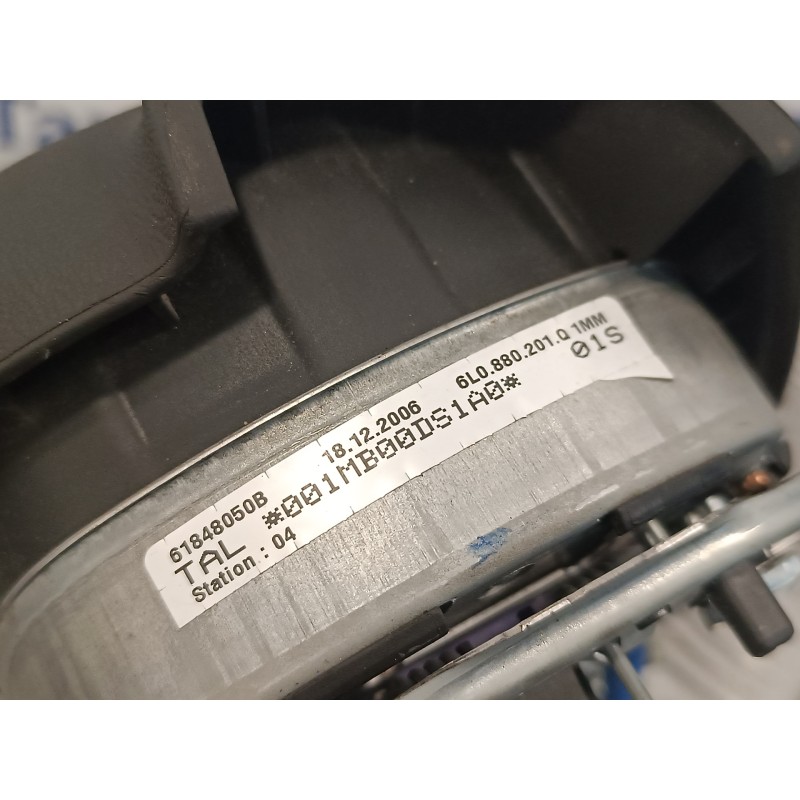 61848050B 18.12.2006 6L0.880.201.Q 1MM
TAL *001MB00DS1A0* 01S
Station : 04